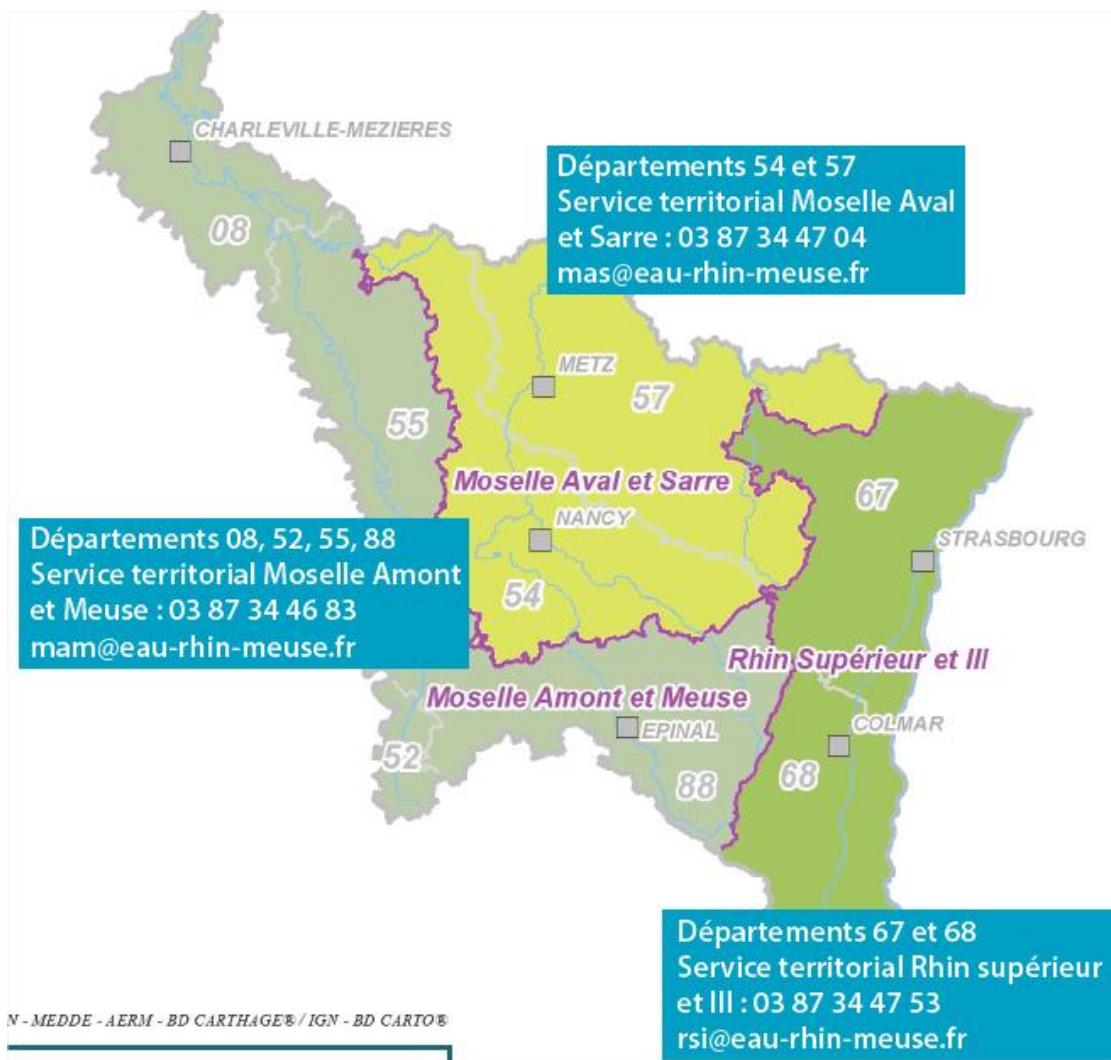 CHARLEVILLE-MEZIERES
Départements 54 et 57
Service territorial Moselle Aval
et Sarre : 03 87 34 47 04
mas@eau-rhin-meuse.fr
08
METZ
57
55
Moselle Aval et Sarre
67
NANCY
STRASBOURG
Départements 08, 52, 55, 88
Service territorial Moselle Amont
et Meuse : 03 87 34 46 83
mam@eau-rhin-meuse.fr
54
Rhin Supérieur et Ill
Moselle Amont et Meuse
EPINAL
COLMAR
52
88
68
Départements 67 et 68
Service territorial Rhin supérieur
et Ill : 03 87 34 47 53
rsi@eau-rhin-meuse.fr
N - MEDDE - AERM - BD CARTHAGE® / IGN - BD CARTO®